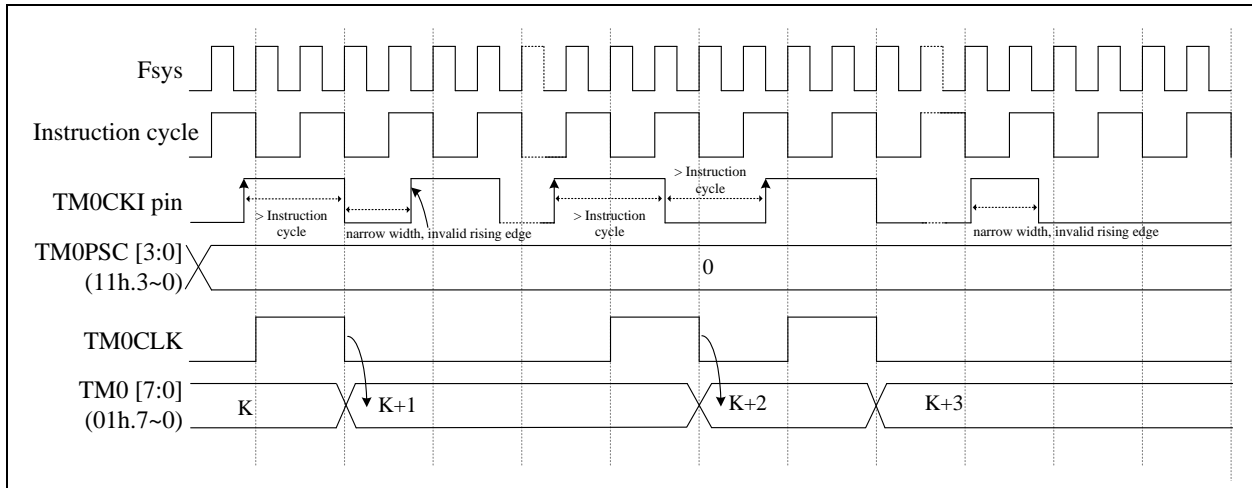 Fsys
Instruction cycle
> Instruction
cycle
TM0CKI pin
> Instruction
cycle
narrow width, invalid rising edge
> Instruction
cycle
narrow width, invalid rising edge
TM0PSC [3:0]
(11h.3~0)
0
TM0CLK
TM0 [7:0]
(01h.7~0)
K
K+1
K+2
K+3